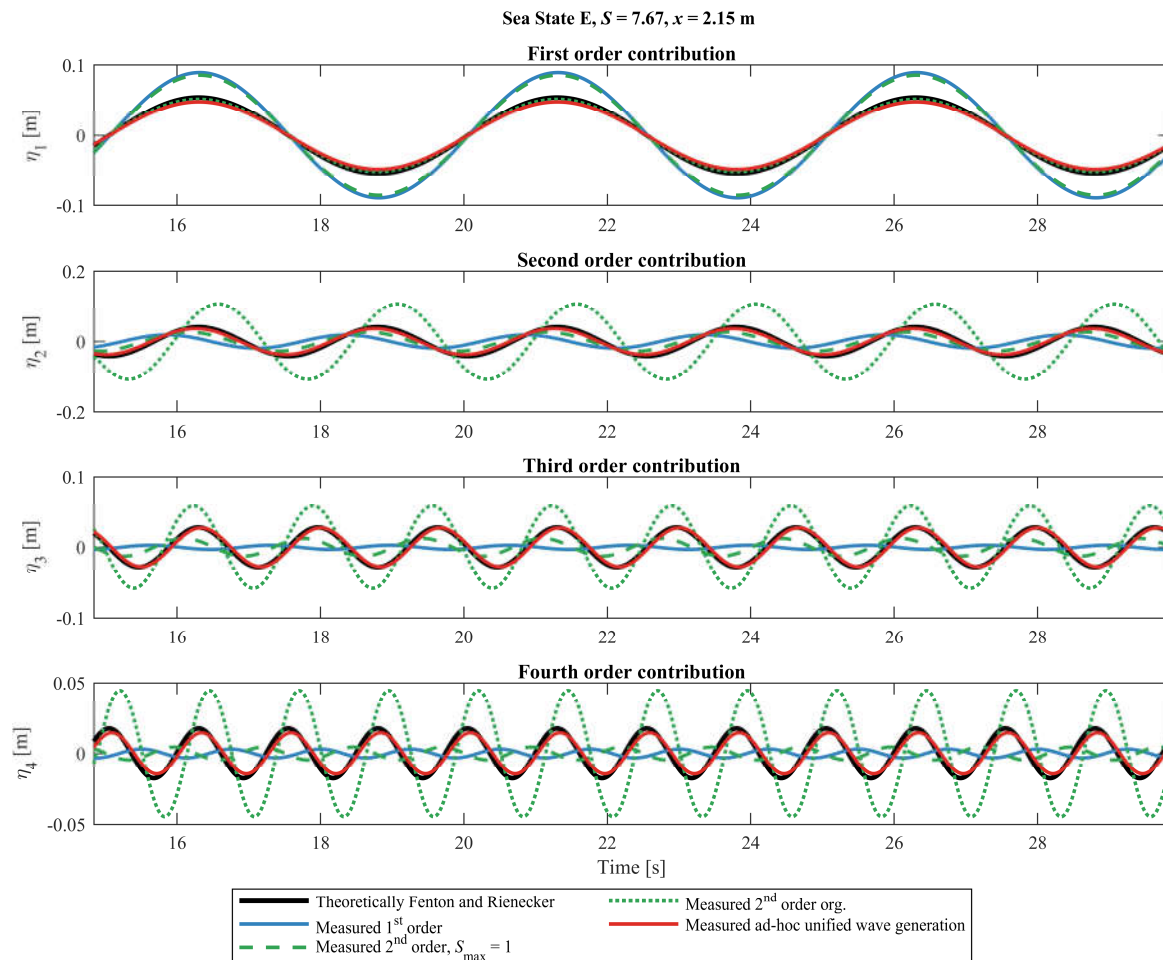 Sea State E, S = 7.67, x = 2.15 m
First order contribution
0.1
0
-0.1
η1 [m]
16 18 20 22 24 26 28
Second order contribution
0.2
0
-0.2
η2 [m]
16 18 20 22 24 26 28
Third order contribution
0.1
0
-0.1
η3 [m]
16 18 20 22 24 26 28
Fourth order contribution
0.05
0
-0.05
η4 [m]
16 18 20 22 24 26 28
Time [s]
Theoretically Fenton and Rienecker
Measured 1st order
Measured 2nd order, Smax = 1
Measured 2nd order org.
Measured ad-hoc unified wave generation